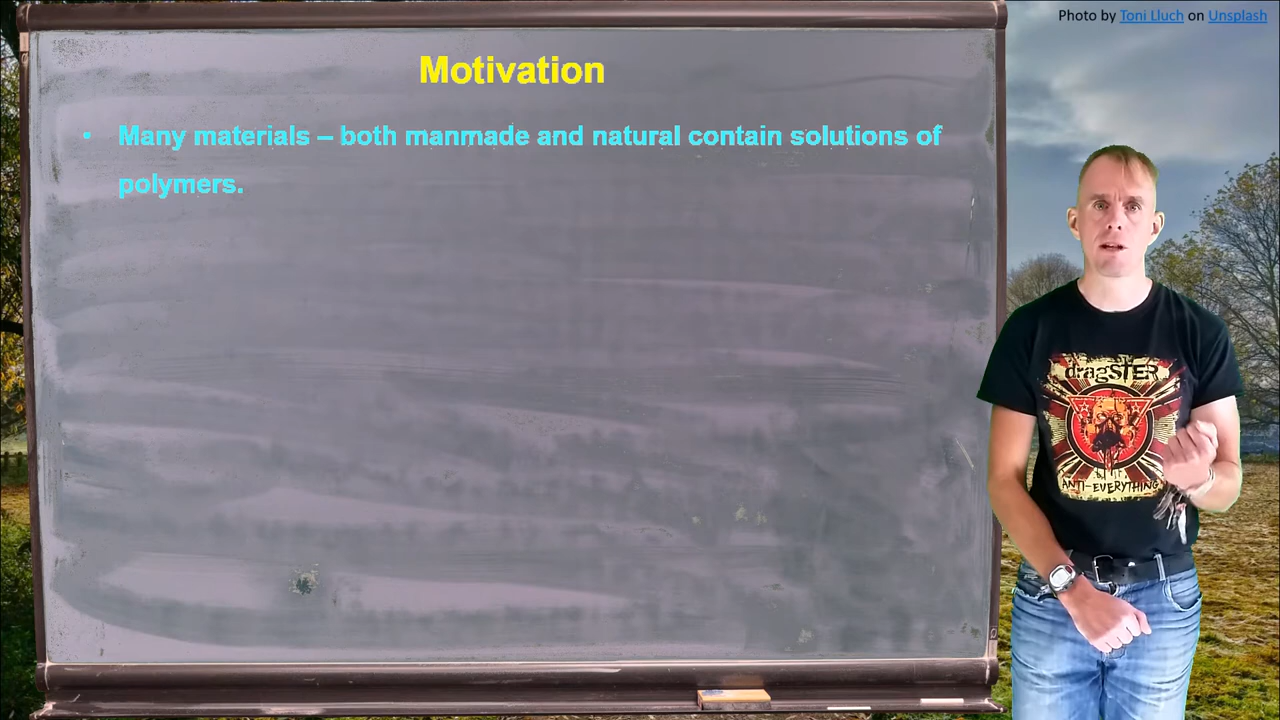 Photo by Toni Lluch on Unsplash
Motivation
• Many materials – both manmade and natural contain solutions of
polymers.
dragSTER
ANTI-EVERYTHING